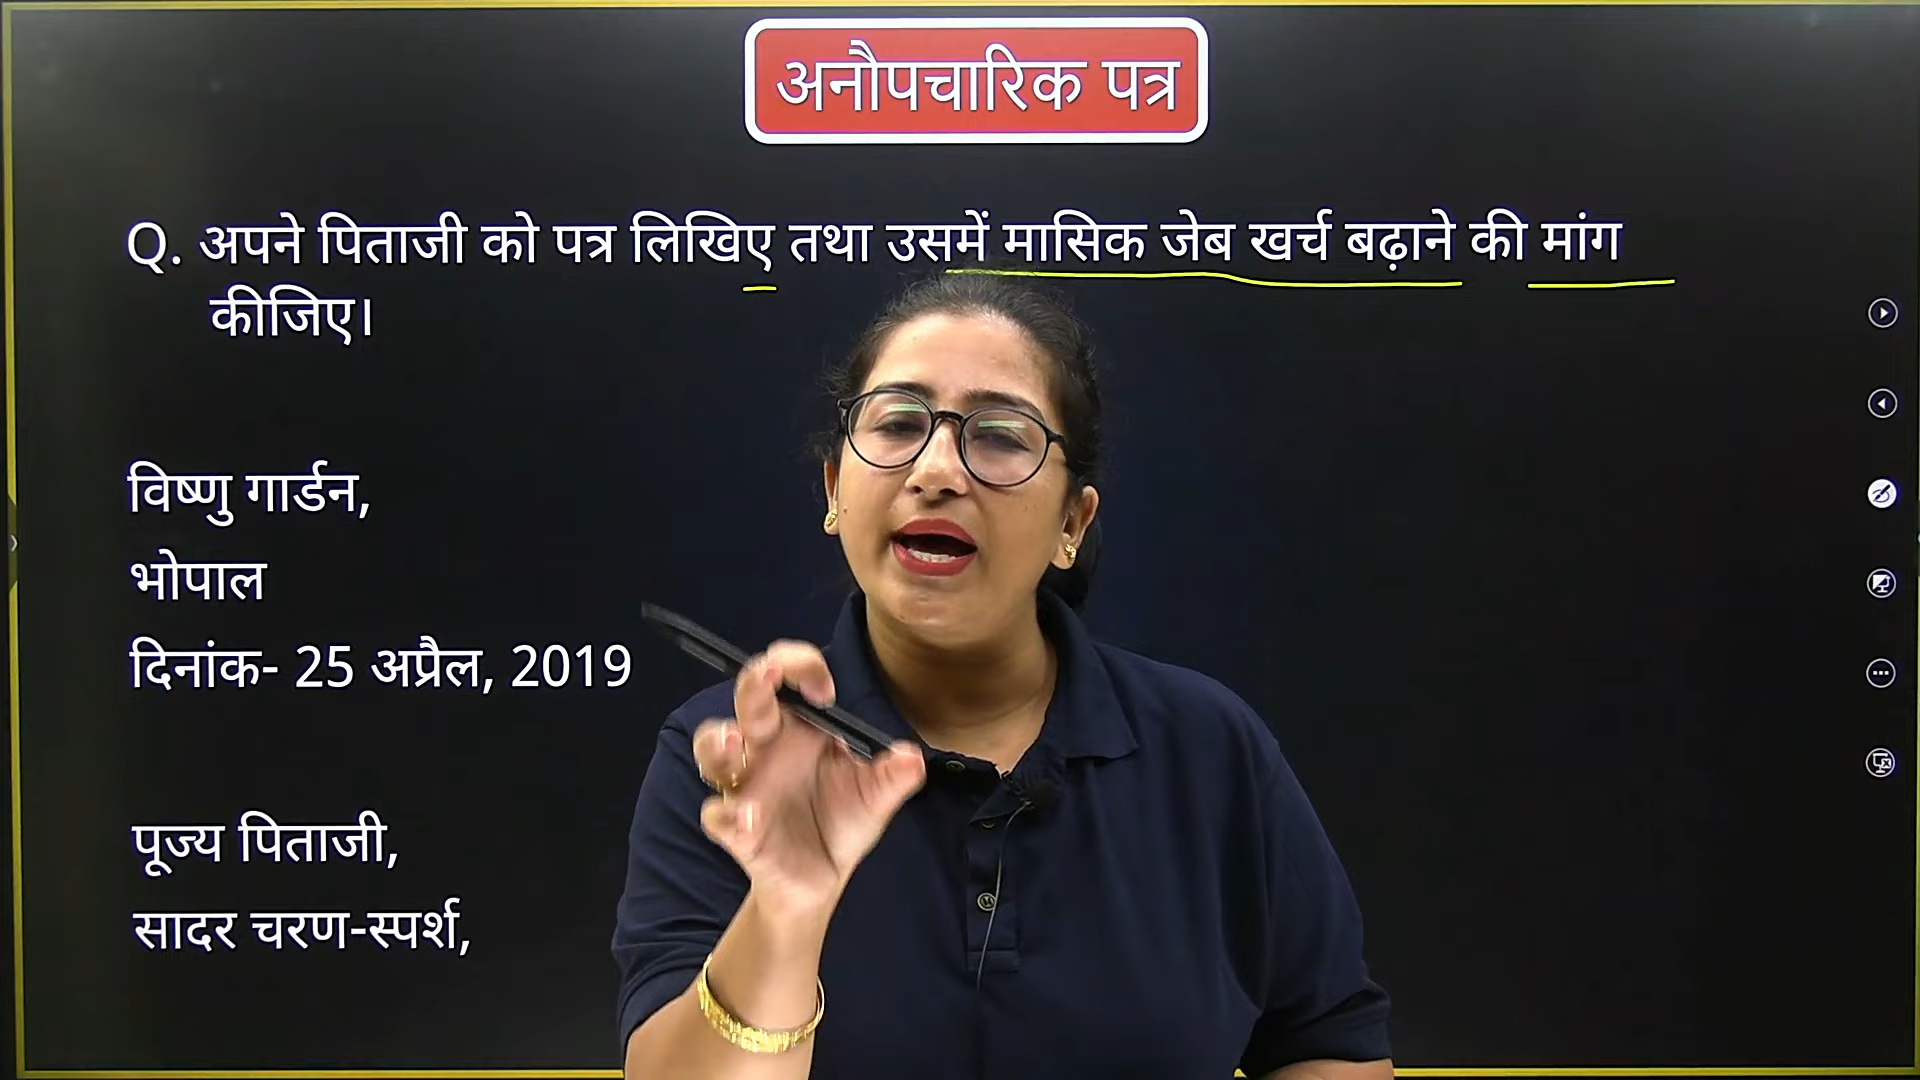 अनौपचारिक पत्र
Q. अपने पिताजी को पत्र लिखिए तथा उसमें मासिक जेब खर्च बढ़ाने की मांग
कीजिए।
विष्णु गार्डन,
भोपाल
दिनांक- 25 अप्रैल, 2019
पूज्य पिताजी,
सादर चरण-स्पर्श,